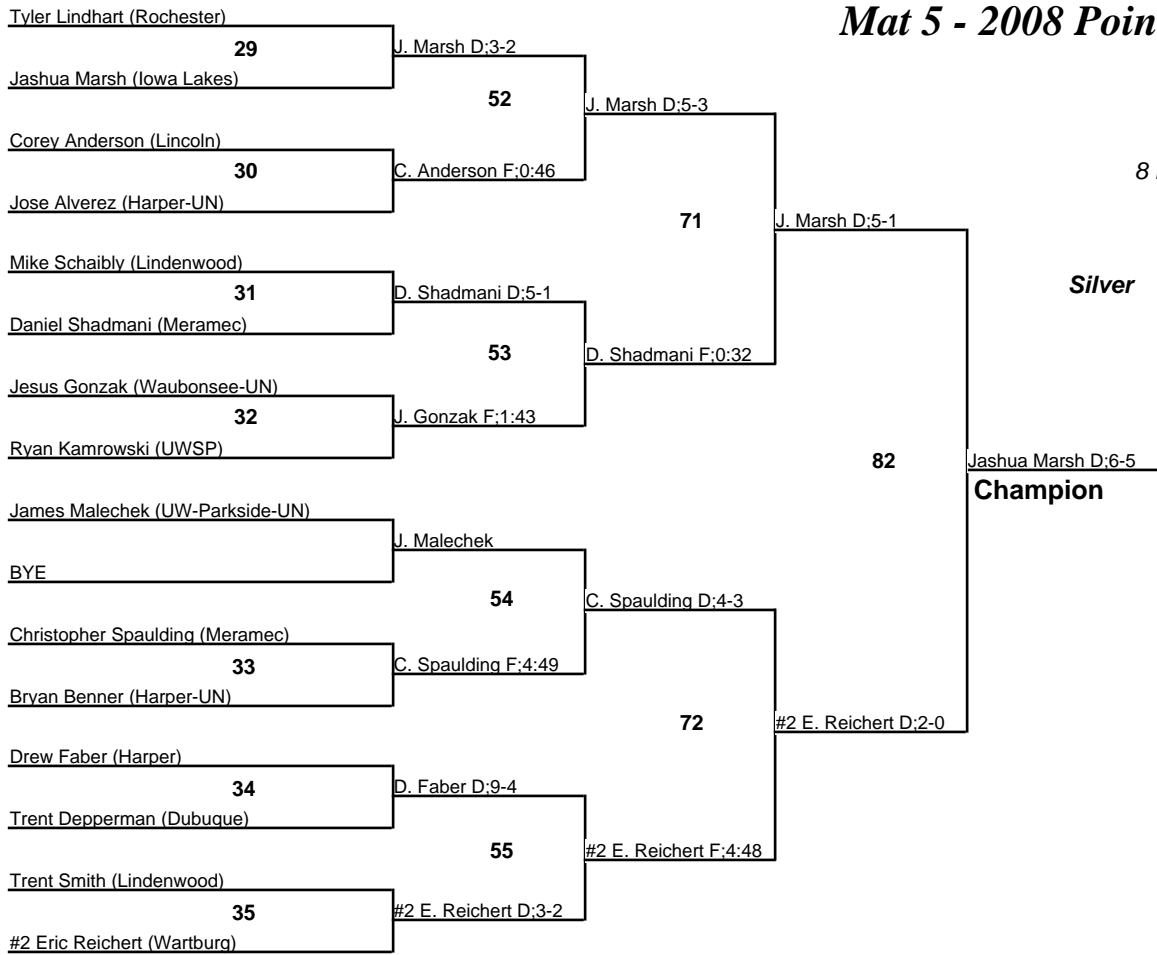 Mat 5 - 2008 Poin
Tyler Lindhart (Rochester)
29
Jashua Marsh (Iowa Lakes)
J. Marsh D;3-2
52
Corey Anderson (Lincoln)
30
Jose Alverez (Harper-UN)
C. Anderson F;0:46
J. Marsh D;5-3
71
Mike Schaibly (Lindenwood)
31
Daniel Shadmani (Meramec)
D. Shadmani D;5-1
53
Jesus Gonzak (Waubonsee-UN)
32
Ryan Kamrowski (UWSP)
J. Gonzak F;1:43
D. Shadmani F;0:32
J. Marsh D;5-1
8
Silver
82
Jashua Marsh D;6-5
Champion
James Malechek (UW-Parkside-UN)
BYE
J. Malechek
54
Christopher Spaulding (Meramec)
33
Bryan Benner (Harper-UN)
C. Spaulding F;4:49
C. Spaulding D;4-3
72
Drew Faber (Harper)
34
Trent Depperman (Dubuque)
D. Faber D;9-4
55
Trent Smith (Lindenwood)
35
#2 Eric Reichert (Wartburg)
#2 E. Reichert D;3-2
#2 E. Reichert F;4:48
#2 E. Reichert D;2-0